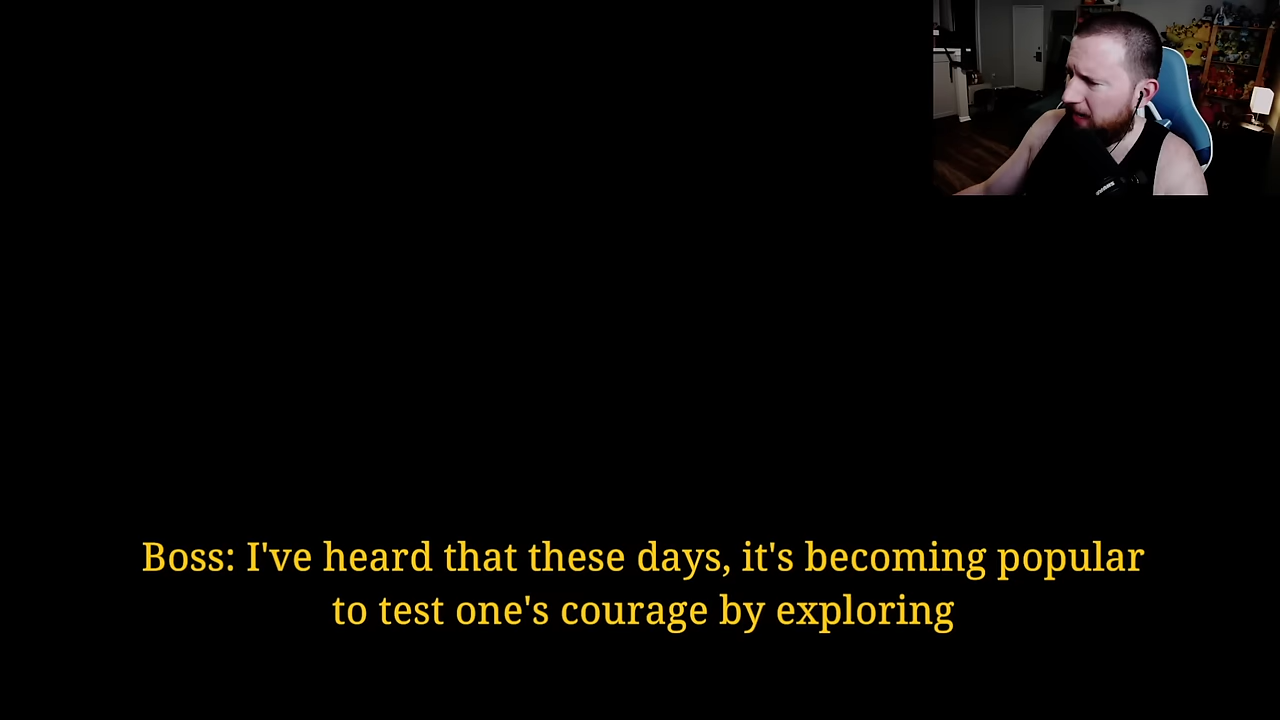 Boss: I've heard that these days, it's becoming popular
to test one's courage by exploring